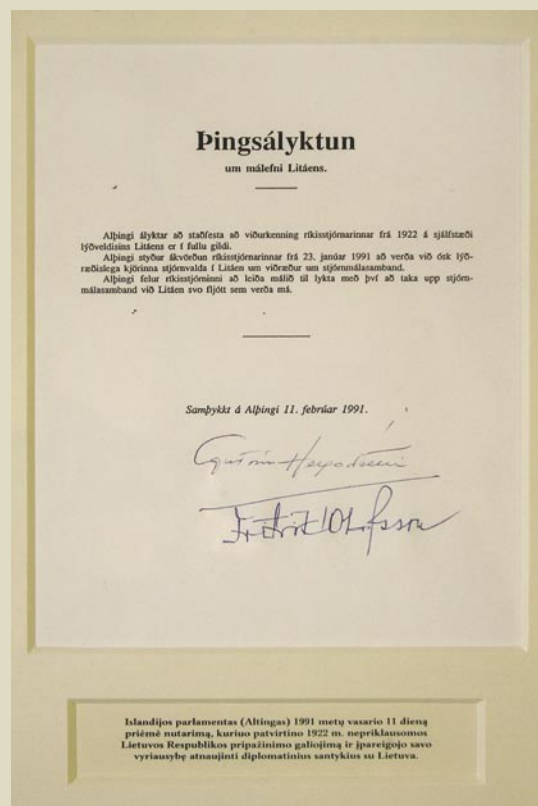 Þingsályktun
um málefni Litáens.
Alþingi ályktar að staðfesta að viðurkenning ríkisstjórnarinnar frá 1922 á sjálfstæði
lýðveldisins Litáens er í fullu gildi.
Alþingi styður ákvörðun ríkisstjórnarinnar frá 23. janúar 1991 að verða við ósk lýð-
ræðislega kjörinna stjórnvalda í Litáen um viðræður um stjórnmálasamband.
Alþingi felur ríkisstjórninni að leiða málið til lykta með því að taka upp stjórn-
málasamband við Litáen svo fljótt sem verða má.
Samþykkt á Alþingi 11. febrúar 1991.
Islandijos parlamentas (Altingas) 1991 metų vasario 11 dieną
priėmė nutarimą, kuriuo patvirtino 1922 m. nepriklausomos
Lietuvos Respublikos pripažinimo galiojimą ir įpareigojo savo
vyriausybę atnaujinti diplomatinius santykius su Lietuva.